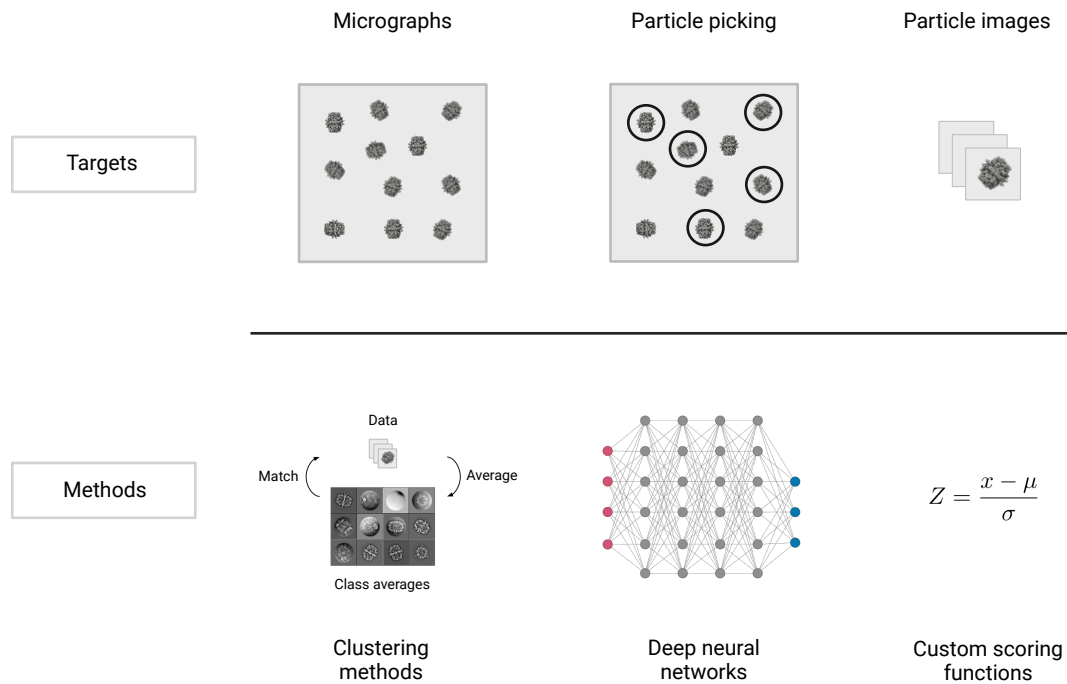 Micrographs
Particle picking
Particle images
Targets
Data
Match
Average
Methods
Z = \frac{x - μ}{σ}
Class averages
Clustering
methods
Deep neural
networks
Custom scoring
functions